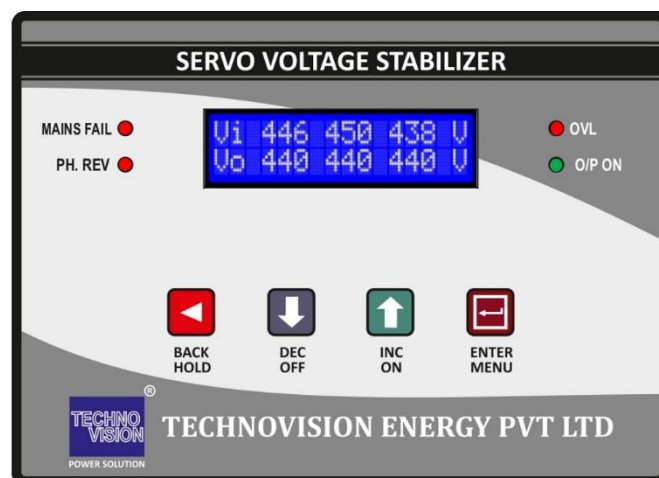 SERVO VOLTAGE STABILIZER
MAINS FAIL
PH. REV
Vi 446 450 438 V
Vo 440 440 440 V
OVL
O/P ON
BACK
HOLD
DEC
OFF
INC
ON
ENTER
MENU
®
TECHNO
VISION
POWER SOLUTION
TECHNOVISION ENERGY PVT LTD